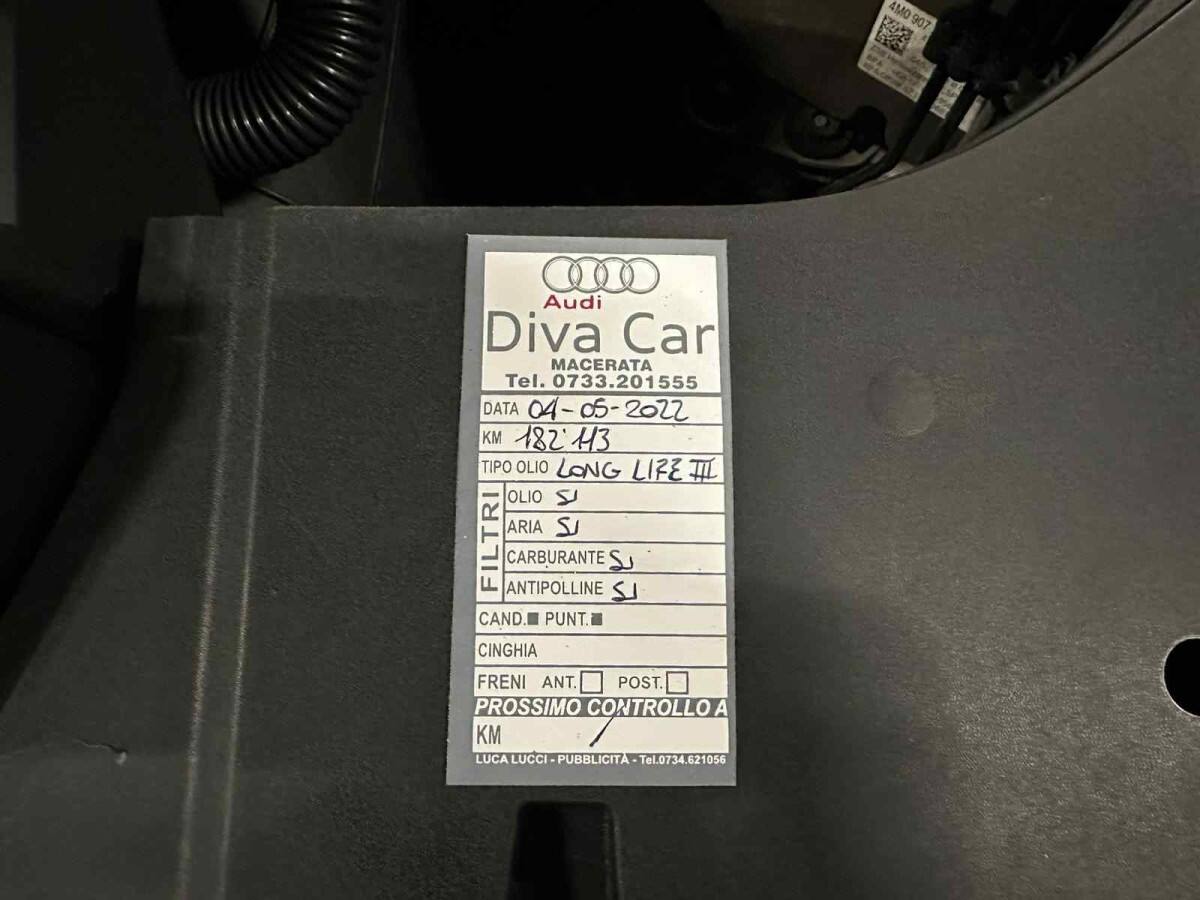 4M0 907
Audi
Diva Car
MACERATA
Tel. 0733.201555
DATA 04-05-2022
KM 182'113
TIPO OLIO LONG LIFE III
FILTRI
OLIO SI
ARIA SI
CARBURANTE SI
ANTIPOLLINE SI
CAND. PUNT.
CINGHIA
FRENI ANT. POST.
PROSSIMO CONTROLLO A
KM /
LUCA LUCCI - PUBBLICITÀ - Tel.0734.621056